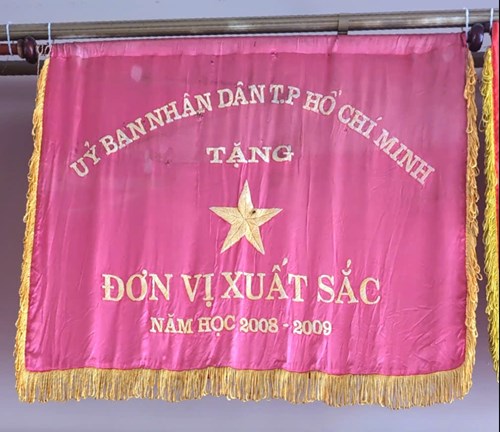 UỶ BAN NHÂN DÂN T.P HỒ CHÍ MINH
TẶNG
ĐƠN VỊ XUẤT SẮC
NĂM HỌC 2008 - 2009